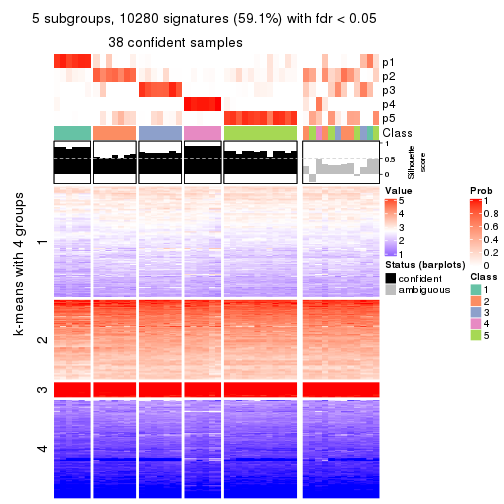 5 subgroups, 10280 signatures (59.1%) with fdr < 0.05
38 confident samples
p1
p2
p3
p4
p5
Class
1
0.5
0
Silhouette
score
k-means with 4 groups
1
2
3
4
Value
5
4
3
2
1
Status (barplots)
confident
ambiguous
Prob
1
0.8
0.6
0.4
0.2
0
Class
1
2
3
4
5